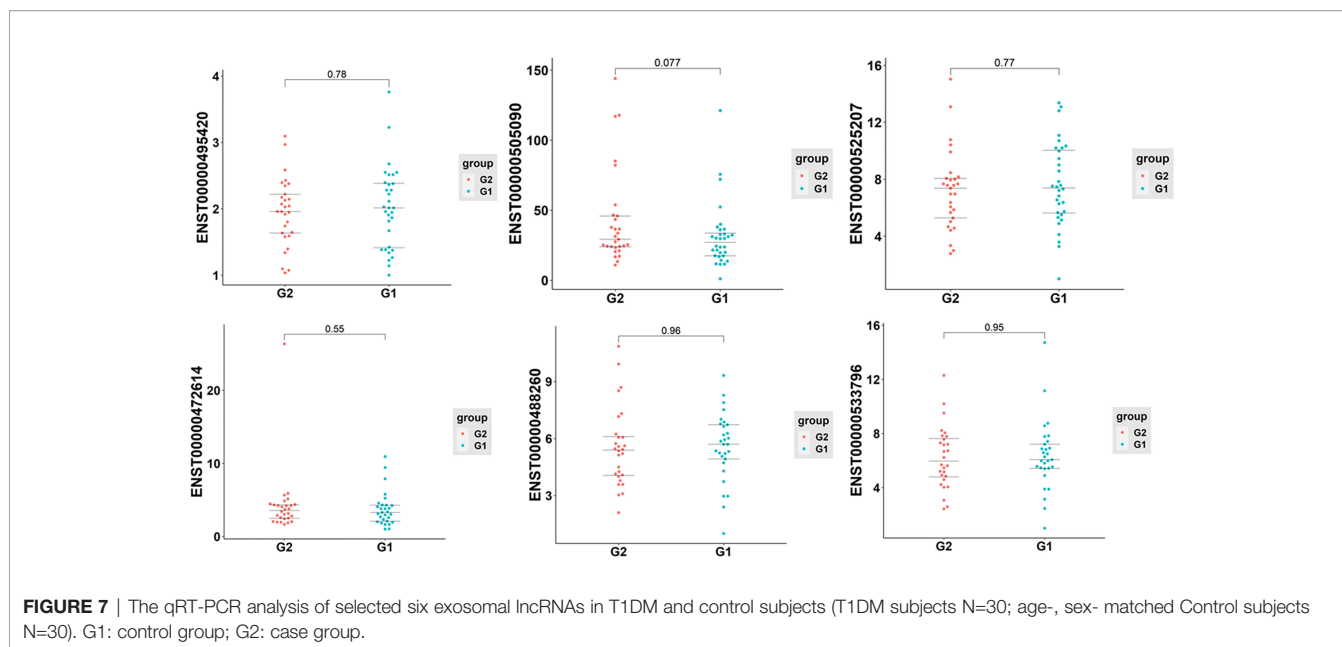 0.78
4
3
2
1
ENST00000495420
G2
G1
group
G2
G1
0.077
150
100
50
0
ENST00000505090
G2
G1
group
G2
G1
0.77
16
12
8
4
ENST00000525207
G2
G1
group
G2
G1
0.55
20
10
0
ENST00000472614
G2
G1
group
G2
G1
0.96
9
6
3
ENST00000488260
G2
G1
group
G2
G1
0.95
16
12
8
4
ENST00000533796
G2
G1
group
G2
G1
FIGURE 7 | The qRT-PCR analysis of selected six exosomal lncRNAs in T1DM and control subjects (T1DM subjects N=30; age-, sex- matched Control subjects
N=30). G1: control group; G2: case group.